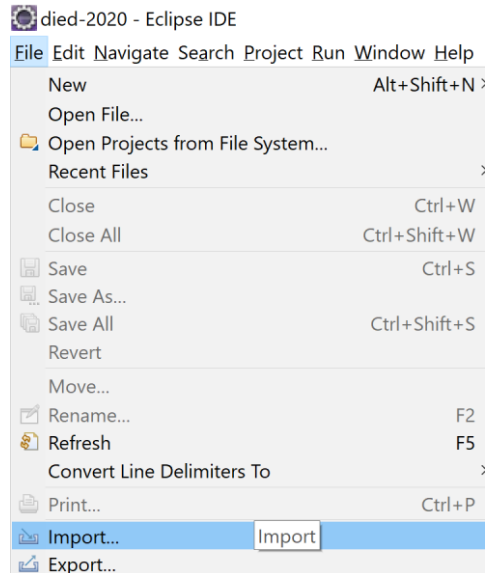 died-2020 - Eclipse IDE
File Edit Navigate Search Project Run Window Help
New Alt+Shift+N >
Open File...
Open Projects from File System...
Recent Files >
Close Ctrl+W
Close All Ctrl+Shift+W
Save Ctrl+S
Save As...
Save All Ctrl+Shift+S
Revert
Move...
Rename... F2
Refresh F5
Convert Line Delimiters To >
Print... Ctrl+P
Import... Import
Export...